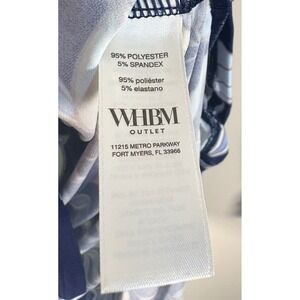 95% POLYESTER
5% SPANDEX
95% poliéster
5% elastano
WHBM
OUTLET
11215 METRO PARKWAY
FORT MYERS, FL 33966